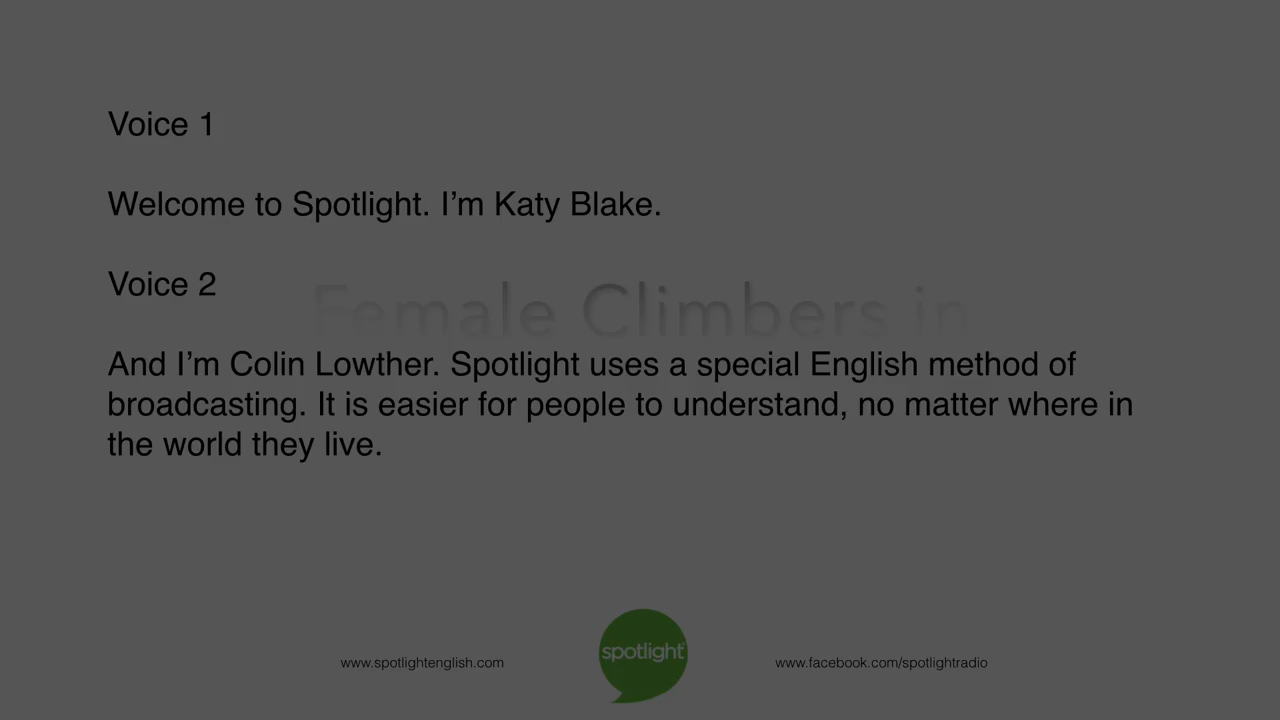 Voice 1
Welcome to Spotlight. I’m Katy Blake.
Voice 2
Female Climbers in
And I’m Colin Lowther. Spotlight uses a special English method of
broadcasting. It is easier for people to understand, no matter where in
the world they live.
www.spotlightenglish.com
spotlight
www.facebook.com/spotlightradio